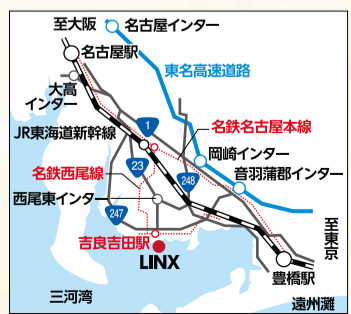 至大阪
名古屋インター
名古屋駅
東名高速道路
大高
インター
1
名鉄名古屋本線
JR東海道新幹線
岡崎インター
23
名鉄西尾線
248
音羽蒲郡インター
西尾東インター
247
至東京
吉良吉田駅
LINX
豊橋駅
三河湾
遠州灘